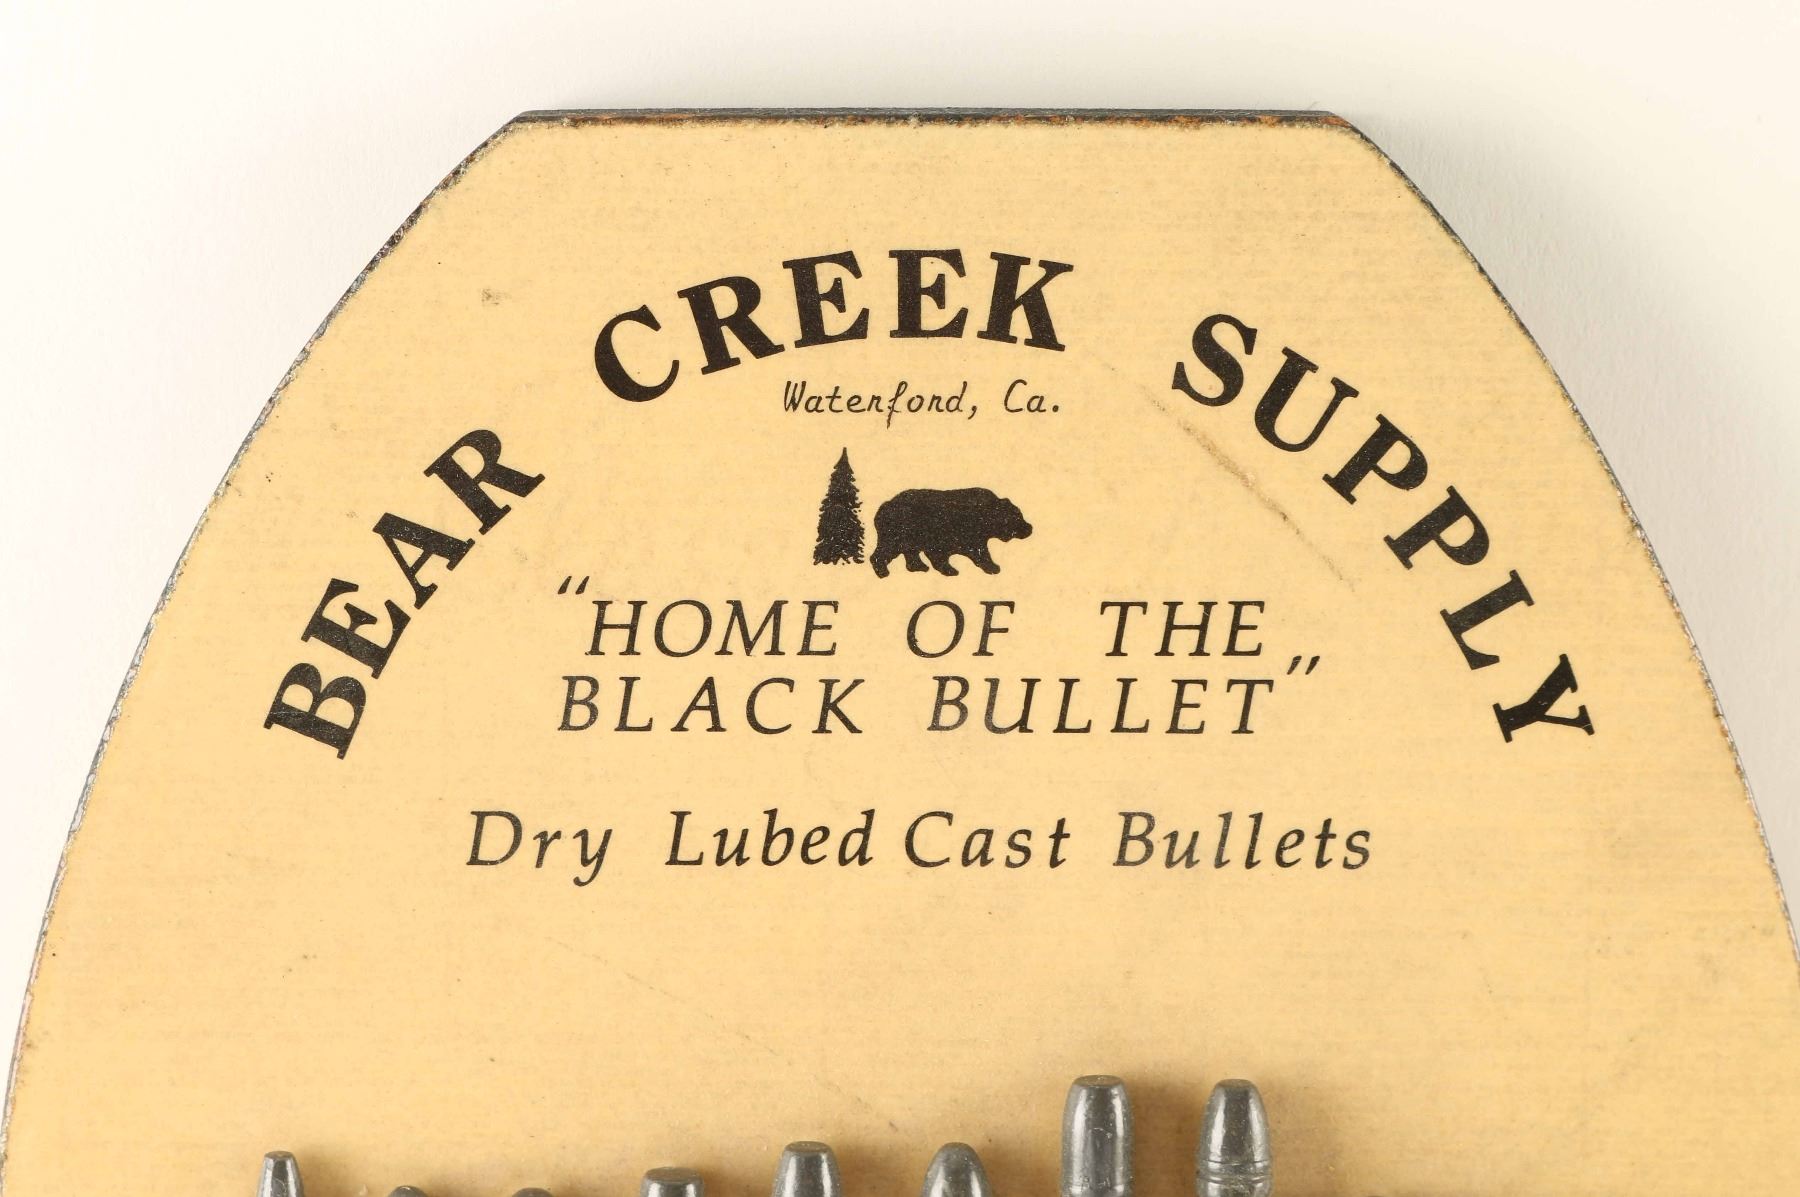 BEAR CREEK SUPPLY
Waterford, Ca.
"HOME OF THE
BLACK BULLET"
Dry Lubed Cast Bullets